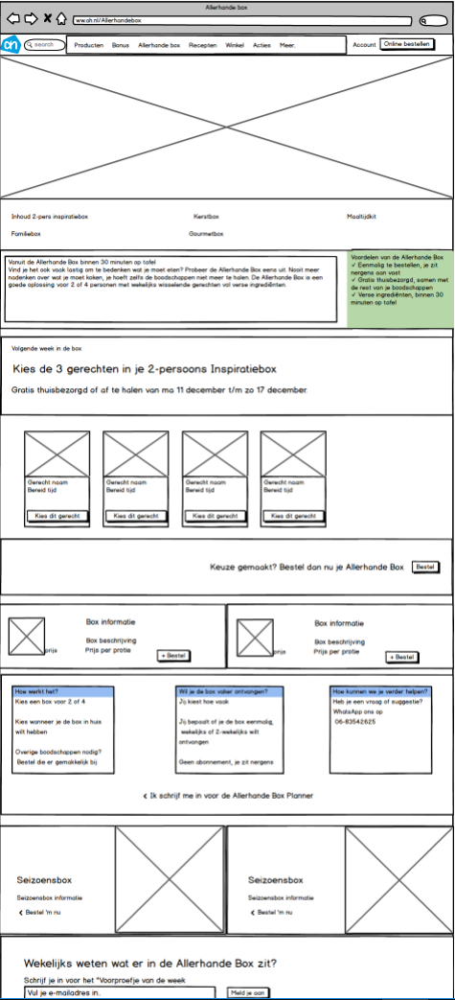 Allerhande box
ww.ah.nl/Allerhandebox
ah
search
Producten Bonus Allerhande box Recepten Winkel Acties Meer.
Account
Online bestellen
Inhoud 2-pers inspiratiebox
Kerstbox
Maaltijdkit
Familiebox
Gourmetbox
Vanuit de Allerhande Box binnen 30 minuten op tafel
Vind je het ook vaak lastig om te bedenken wat je moet eten? Probeer de Allerhande Box eens uit. Nooit meer
nadenken over wat je moet koken, je hoeft zelfs de boodschappen niet meer te halen. De Allerhande Box is een
goede oplossing voor 2 of 4 personen met wekelijks wisselende gerechten vol verse ingrediënten.
Voordelen van de Allerhande Box
✓ Eenmalig te bestellen, je zit
nergens aan vast
✓ Gratis thuisbezorgd, samen met
de rest van je boodschappen
✓ Verse ingrediënten, binnen 30
minuten op tafel
Volgende week in de box
Kies de 3 gerechten in je 2-persoons Inspiratiebox
Gratis thuisbezorgd of af te halen van ma 11 december t/m zo 17 december.
Gerecht naam
Bereid tijd
Kies dit gerecht
Gerecht naam
Bereid tijd
Kies dit gerecht
Gerecht naam
Bereid tijd
Kies dit gerecht
Gerecht naam
Bereid tijd
Kies dit gerecht
Keuze gemaakt? Bestel dan nu je Allerhande Box
Bestel
Box informatie
Box beschrijving
prijs
Prijs per protie
+ Bestel
Box informatie
Box beschrijving
prijs
Prijs per protie
+ Bestel
Hoe werkt het?
Kies een box voor 2 of 4
Kies wanneer je de box in huis
wilt hebben
Overige boodschappen nodig?
Bestel die er gemakkelijk bij
Wil je de box vaker ontvangen?
Jij kiest hoe vaak
Jij bepaalt of je de box eenmalig,
wekelijks of 2-wekelijks wilt
ontvangen
Geen abonnement, je zit nergens
Hoe kunnen we je verder helpen?
Heb je een vraag of suggestie?
WhatsApp ons op
06-83542625
Ik schrijf me in voor de Allerhande Box Planner
Seizoensbox
Seizoensbox informatie
Bestel 'm nu
Seizoensbox
Seizoensbox informatie
Bestel 'm nu
Wekelijks weten wat er in de Allerhande Box zit?
Schrijf je in voor het "Voorproefje van de week
Vul je e-mailadres in.
Meld je aan